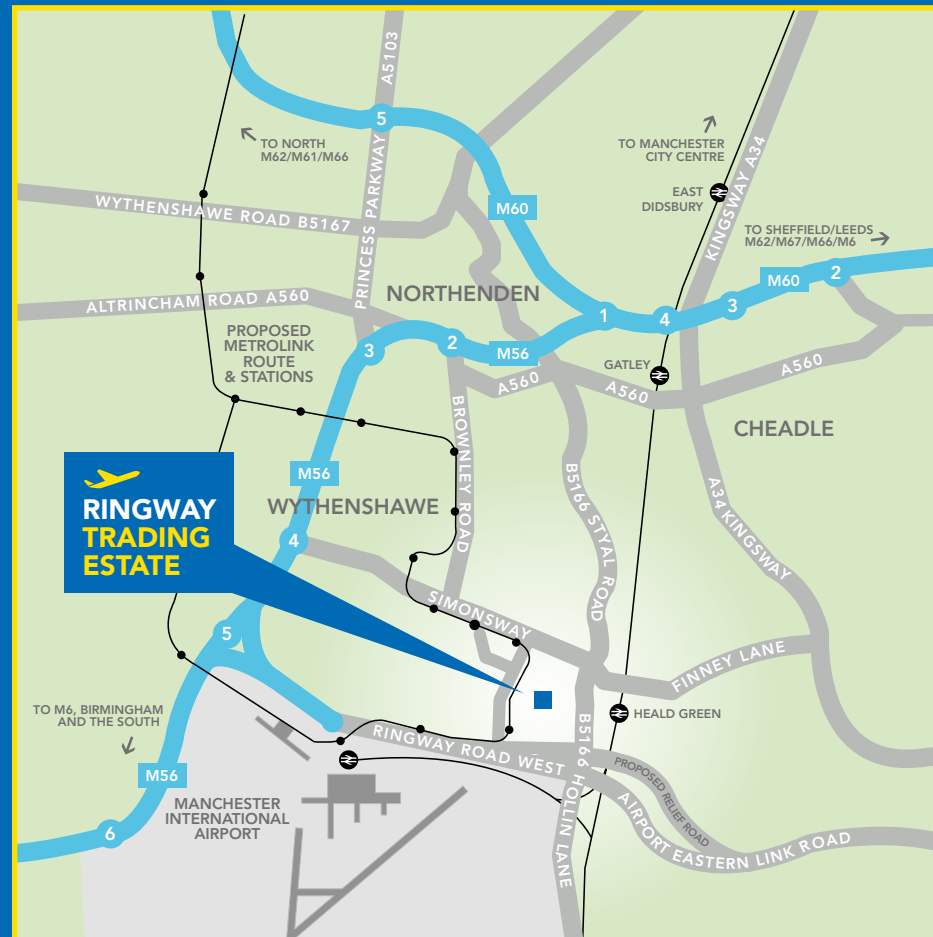 A5103
5
TO NORTH
M62/M61/M66
TO MANCHESTER
CITY CENTRE
KINGSWAY A34
EAST
DIDSBURY
WYTHENSHAWE ROAD B5167
PRINCESS PARKWAY
M60
TO SHEFFIELD/LEEDS
M62/M67/M66/M6
M60
2
ALTRINCHAM ROAD A560
NORTHENDEN
1
4
3
PROPOSED
METROLINK
ROUTE
& STATIONS
3
2
M56
GATLEY
A560
A560
A560
CHEADLE
BROWNLEY ROAD
B5166 STYAL ROAD
A34 KINGSWAY
M56
WYTHENSHAWE
RINGWAY
TRADING
ESTATE
4
SIMONSWAY
5
FINNEY LANE
TO M6, BIRMINGHAM
AND THE SOUTH
HEALD GREEN
RINGWAY ROAD WEST
B5166 HOLLIN LANE
PROPOSED RELIEF ROAD
M56
MANCHESTER
INTERNATIONAL
AIRPORT
6
AIRPORT EASTERN LINK ROAD